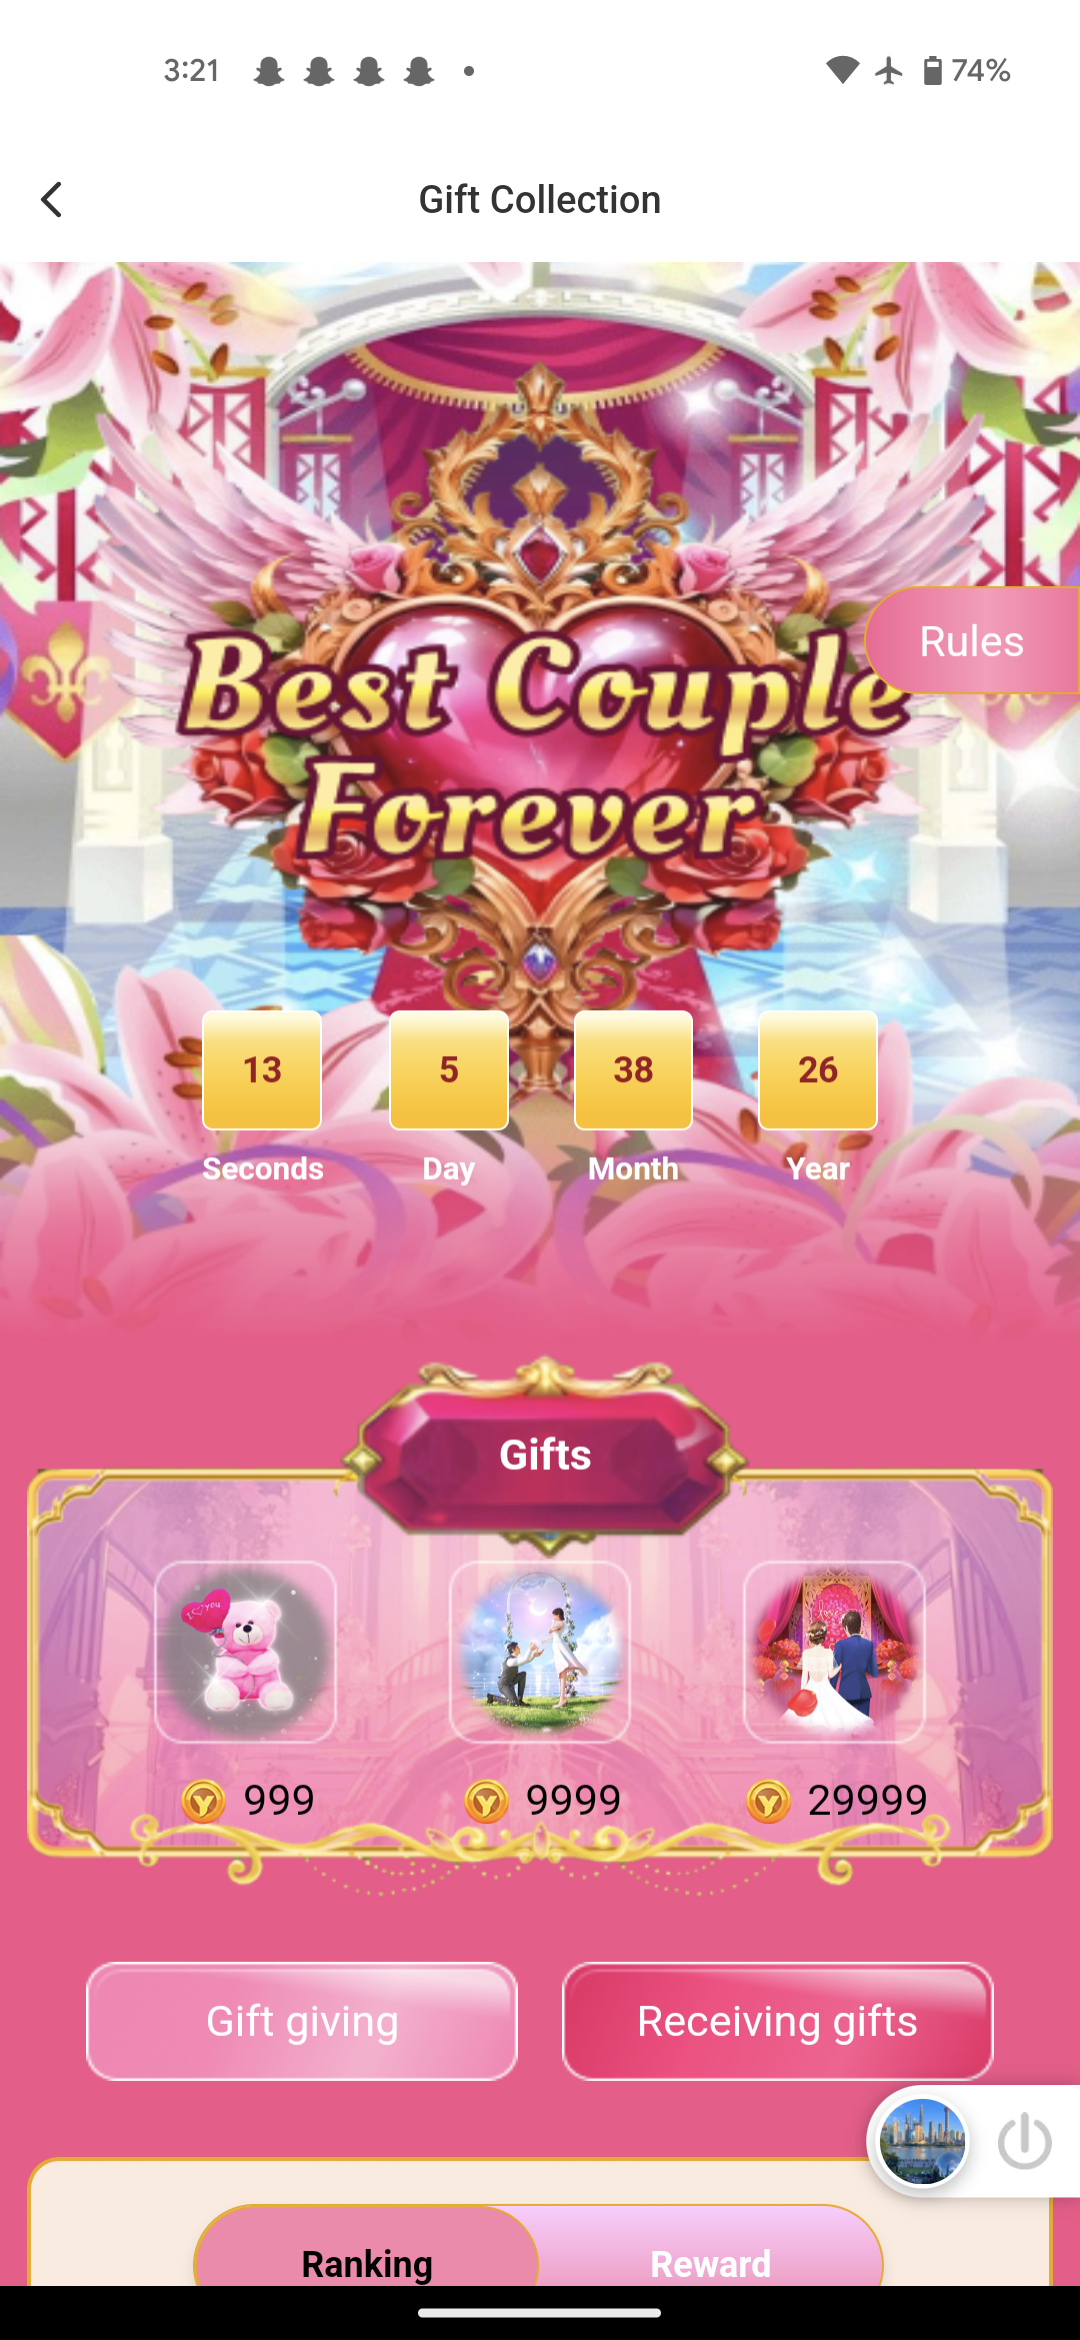 3:21
74%
Gift Collection
Rules
Best Couple
Forever
13 5 38 26
Seconds Day Month Year
Gifts
I ♥ YOU
love
999 9999 29999
Gift giving Receiving gifts
Ranking Reward